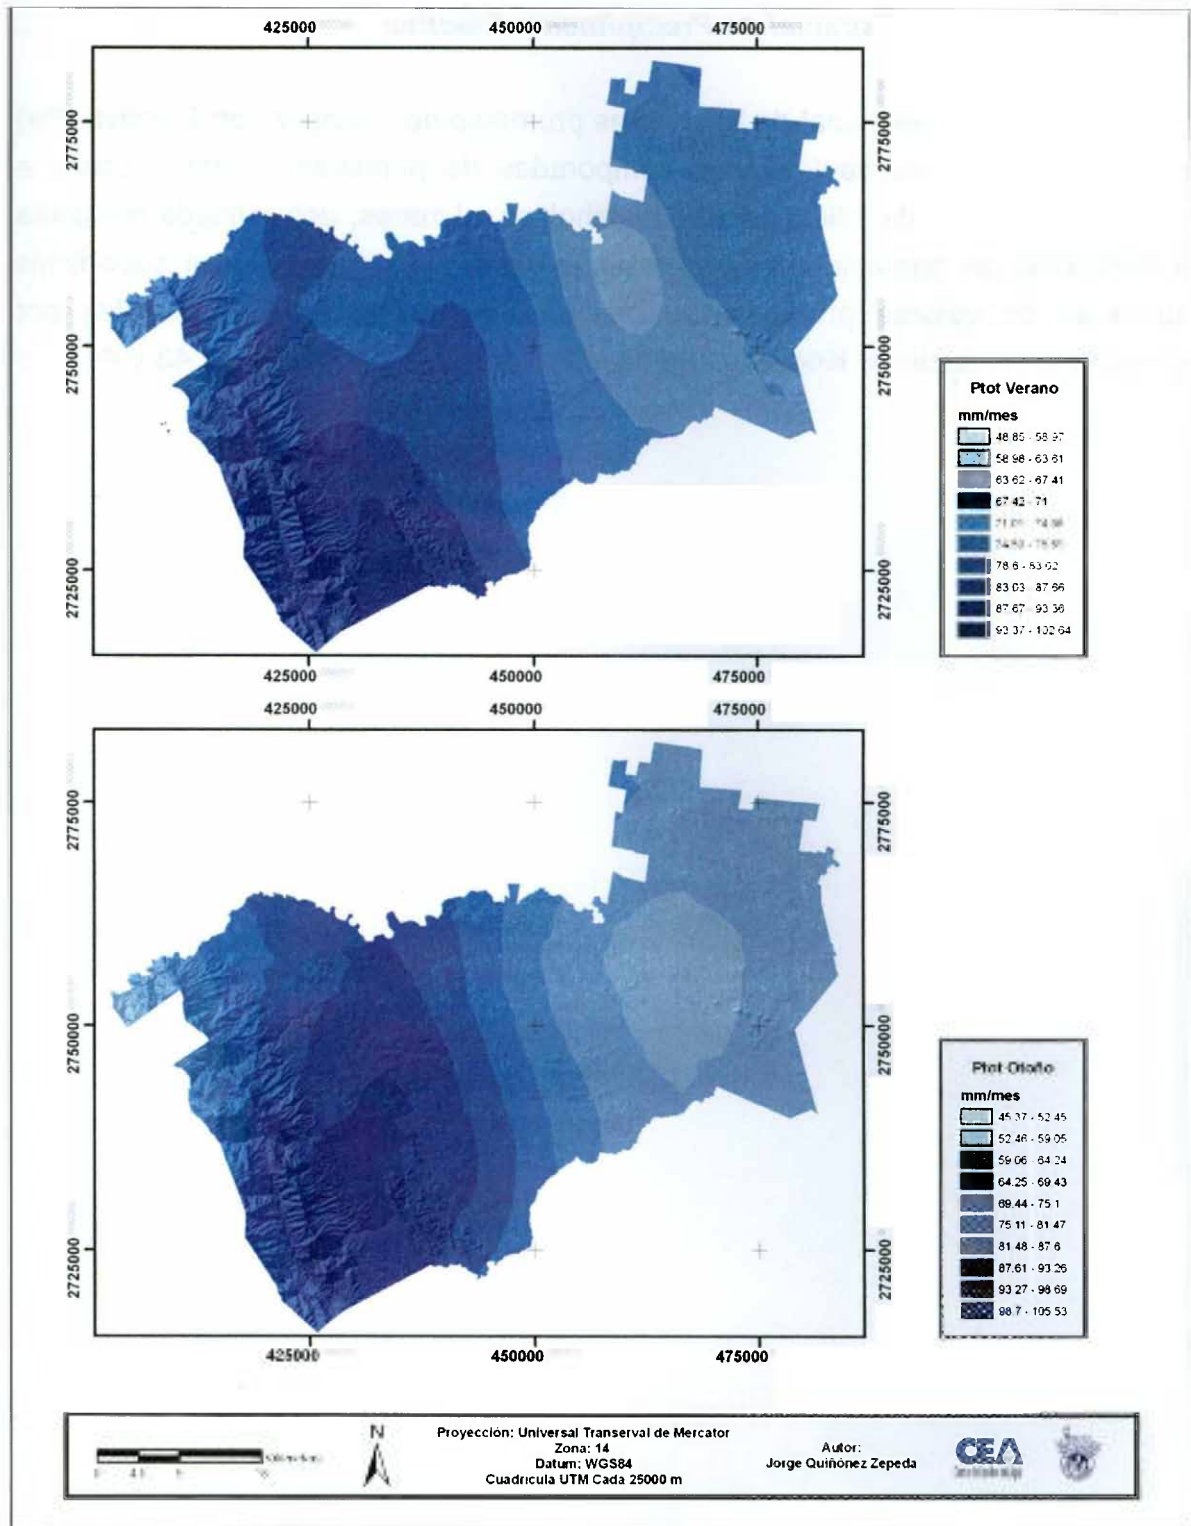 425000 450000 475000
2775000 2775000
2750000 2750000
2725000 2725000
425000 450000 475000
Ptot Verano
mm/mes
48.85 - 58.97
58.98 - 63.61
63.62 - 67.41
67.42 - 71
78.6 - 83.02
83.03 - 87.66
87.67 - 93.36
93.37 - 102.64
425000 450000 475000
2775000 2775000
2750000 2750000
2725000 2725000
425000 450000 475000
Ptot Otoño
mm/mes
45.37 - 52.45
52.46 - 59.05
59.06 - 64.24
64.25 - 69.43
69.44 - 75.1
75.11 - 81.47
81.48 - 87.6
87.61 - 93.26
93.27 - 98.69
98.7 - 105.53
N
Proyección: Universal Transerval de Mercator
Zona: 14
Datum: WGS84
Cuadricula UTM Cada 25000 m
Autor:
Jorge Quiñónez Zepeda
CEA